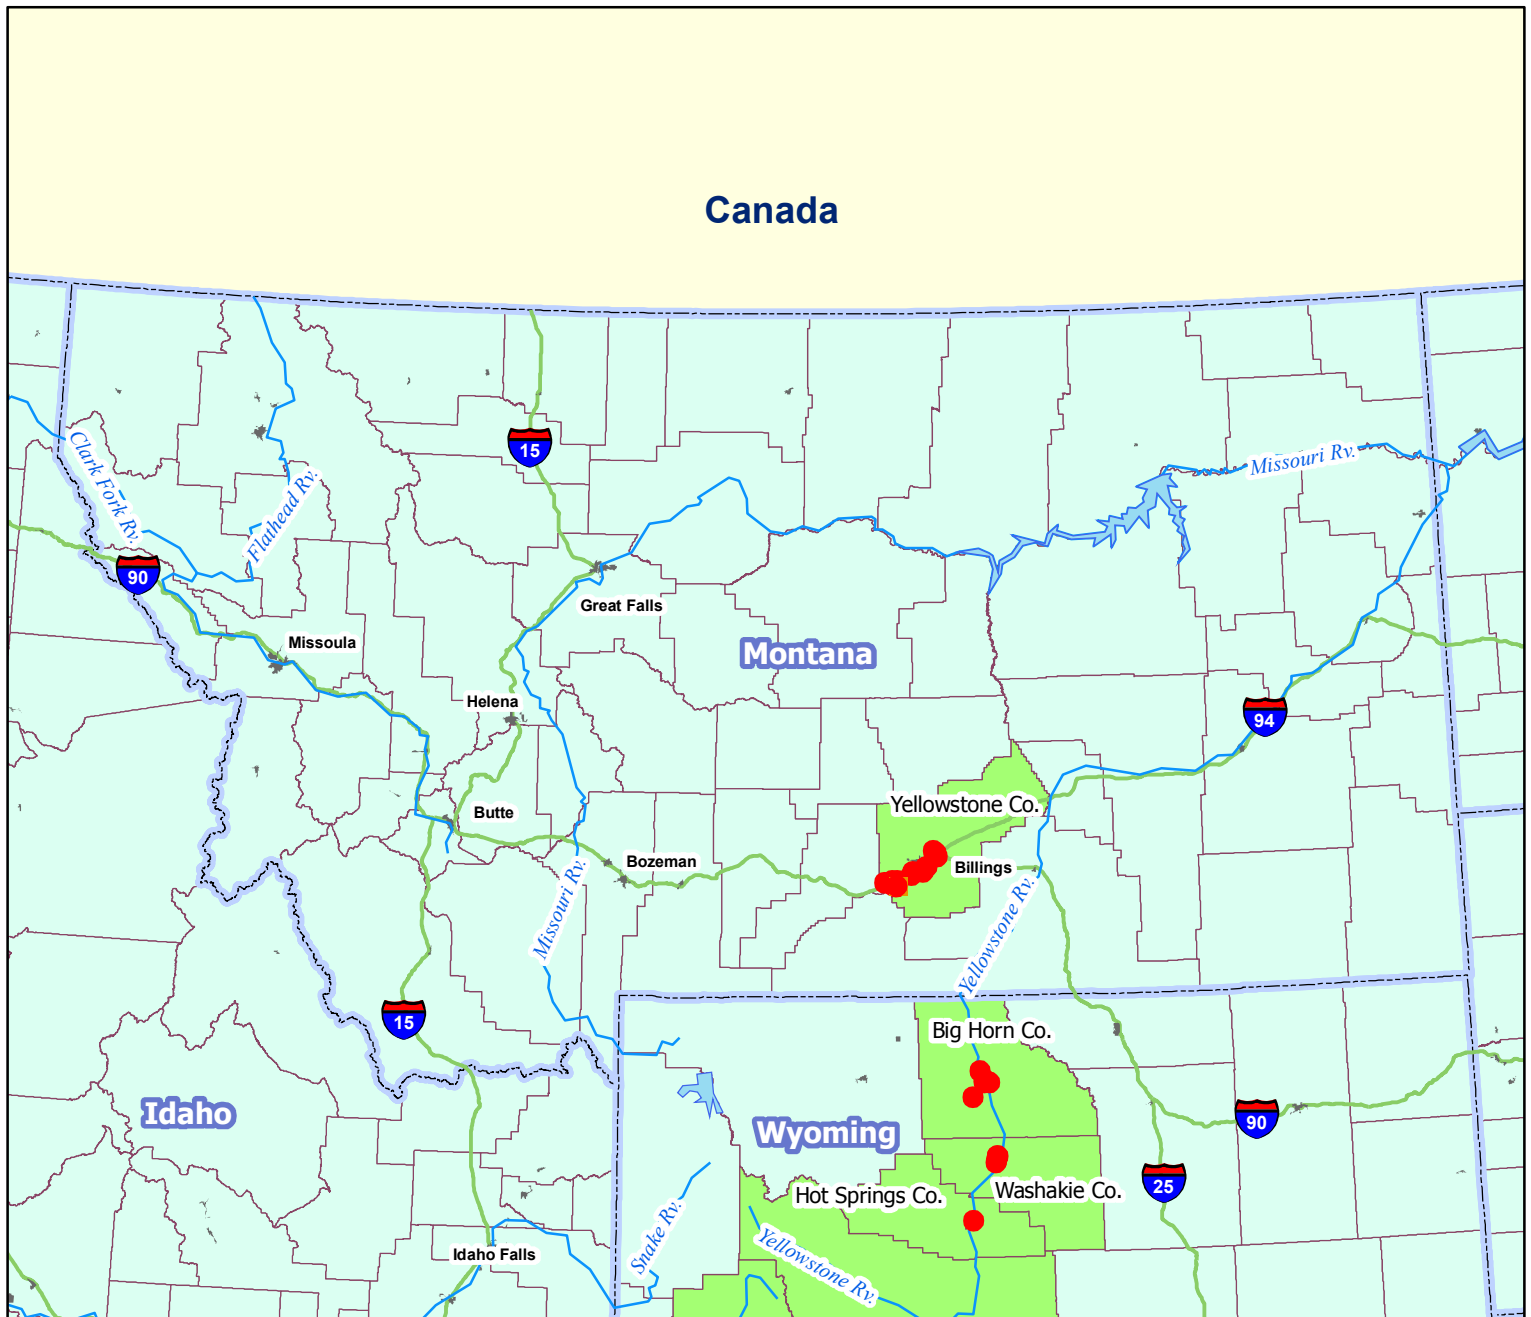 Canada
15
Clark Fork Rv.
Flathead Rv.
Missouri Rv.
90
Great Falls
Missoula
Montana
Helena
94
Yellowstone Co.
Butte
Bozeman
Billings
Missouri Rv.
Yellowstone Rv.
15
Big Horn Co.
Idaho
Wyoming
90
25
Hot Springs Co.
Washakie Co.
Snake Rv.
Idaho Falls
Yellowstone Rv.